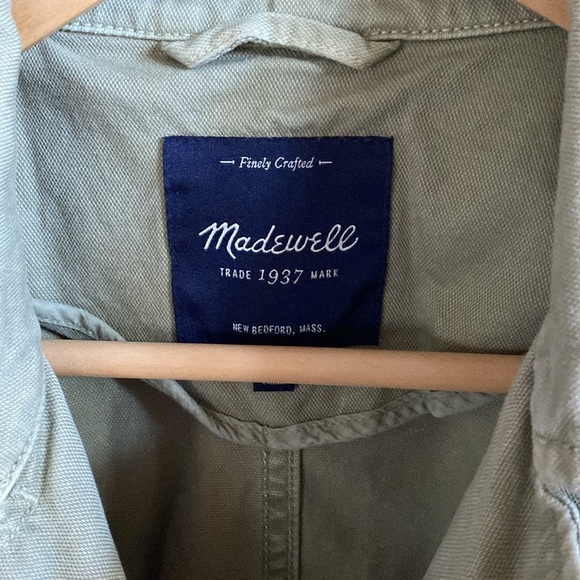 Finely Crafted
Madewell
TRADE 1937 MARK
NEW BEDFORD, MASS.